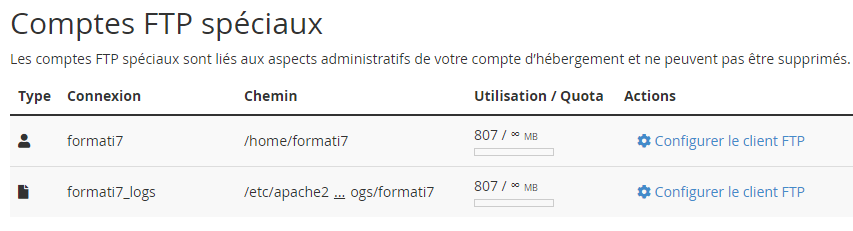 Comptes FTP spéciaux
Les comptes FTP spéciaux sont liés aux aspects administratifs de votre compte d’hébergement et ne peuvent pas être supprimés.
Type Connexion Chemin Utilisation / Quota Actions
formati7 /home/formati7 807 / ∞ MB Configurer le client FTP
formati7_logs /etc/apache2 ... ogs/formati7 807 / ∞ MB Configurer le client FTP